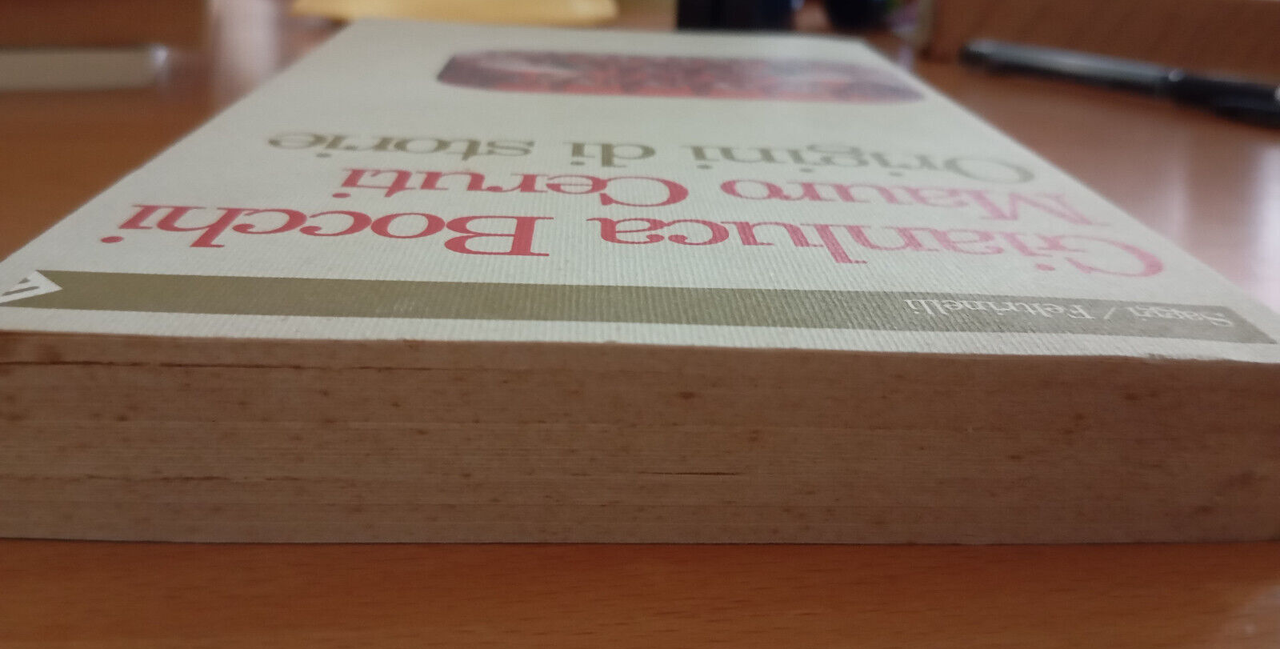 Saggi / Feltrinelli
Gianluca Bocchi
Mauro Ceruti
Origini di storie